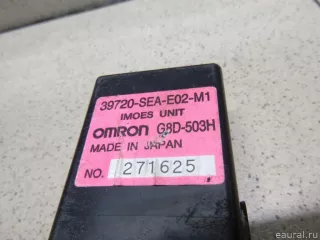 39720-SEA-E02-M1
IMOES UNIT
OMRON G8D-503H
MADE IN JAPAN
NO. 271625
eaural.ru